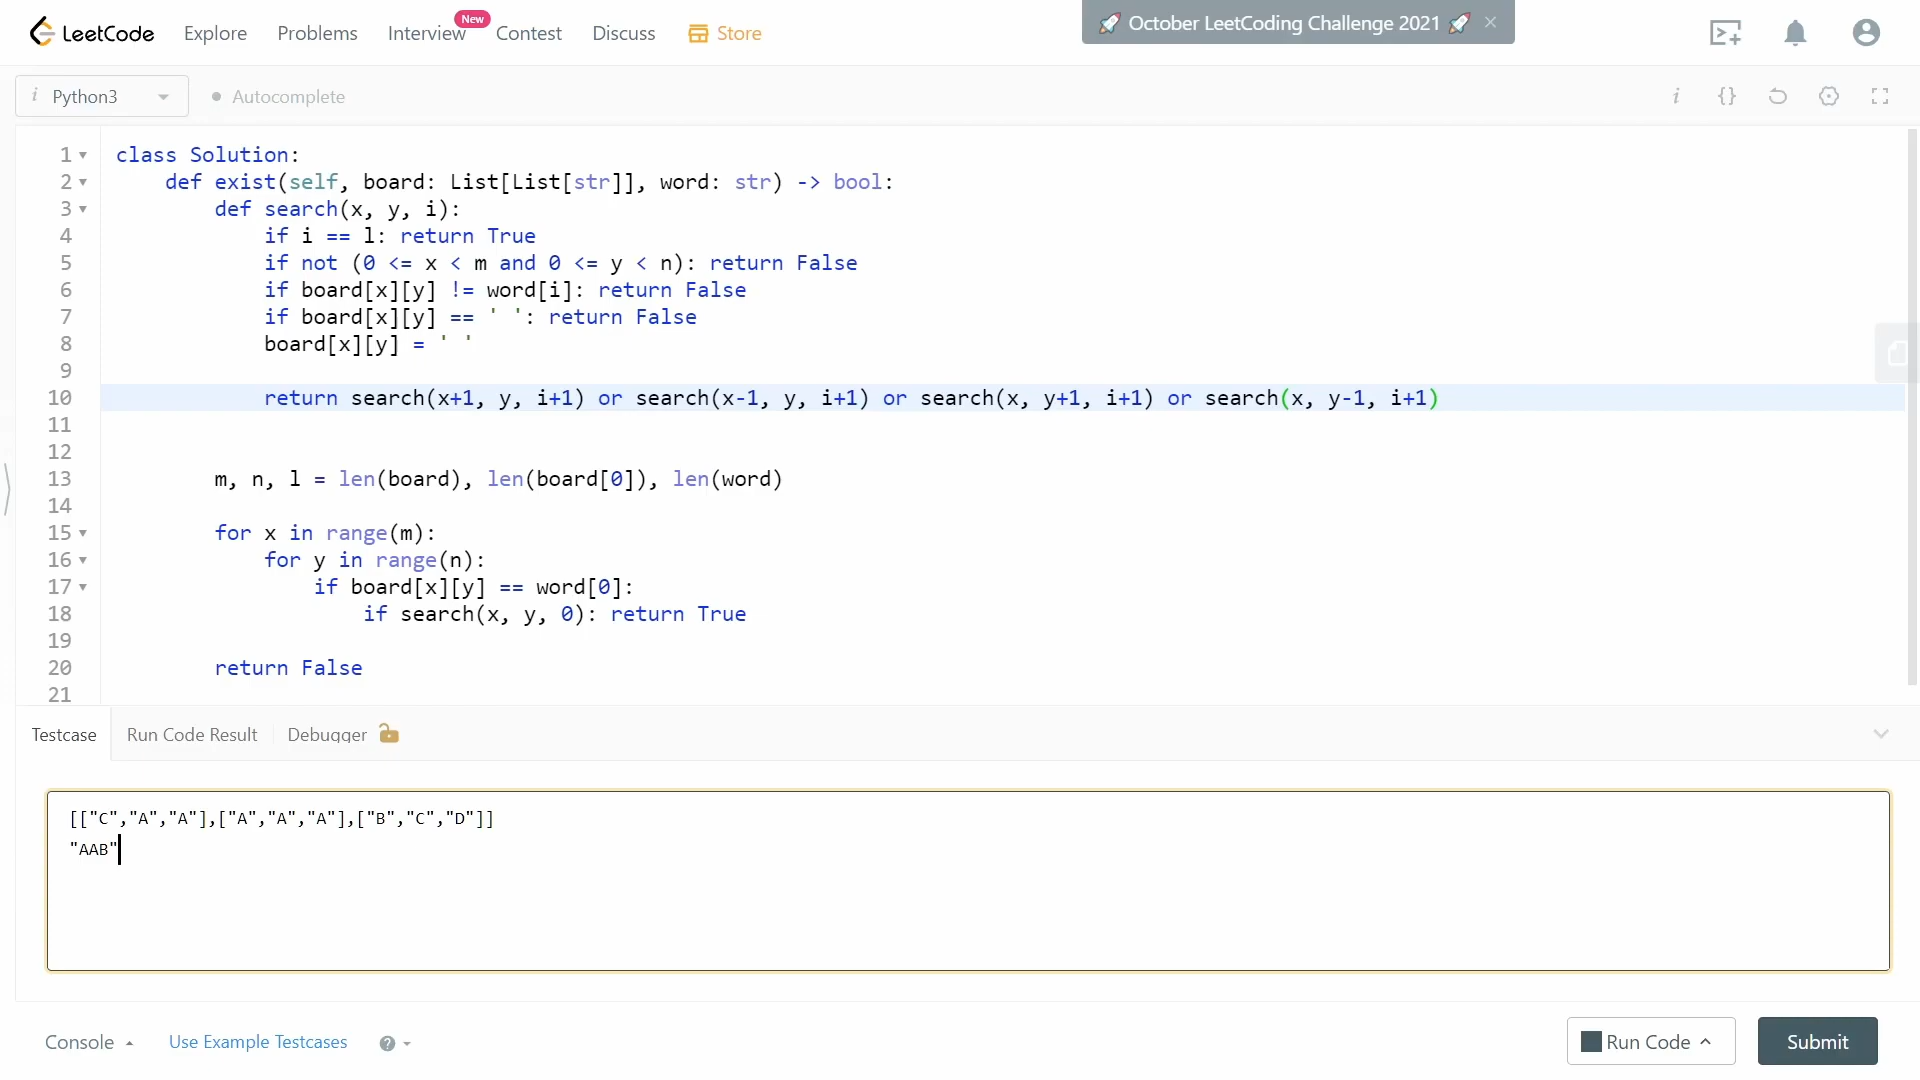 LeetCode Explore Problems Interview New Contest Discuss Store
🚀 October LeetCoding Challenge 2021 🚀 ×
i Python3 Autocomplete i {}
1 class Solution:
2     def exist(self, board: List[List[str]], word: str) -> bool:
3         def search(x, y, i):
4             if i == l: return True
5             if not (0 <= x < m and 0 <= y < n): return False
6             if board[x][y] != word[i]: return False
7             if board[x][y] == ' ': return False
8             board[x][y] = ' '
9
10             return search(x+1, y, i+1) or search(x-1, y, i+1) or search(x, y+1, i+1) or search(x, y-1, i+1)
11
12
13         m, n, l = len(board), len(board[0]), len(word)
14
15         for x in range(m):
16             for y in range(n):
17                 if board[x][y] == word[0]:
18                     if search(x, y, 0): return True
19
20         return False
21
Testcase Run Code Result Debugger
[["C","A","A"],["A","A","A"],["B","C","D"]]
"AAB"
Console Use Example Testcases ? Run Code Submit